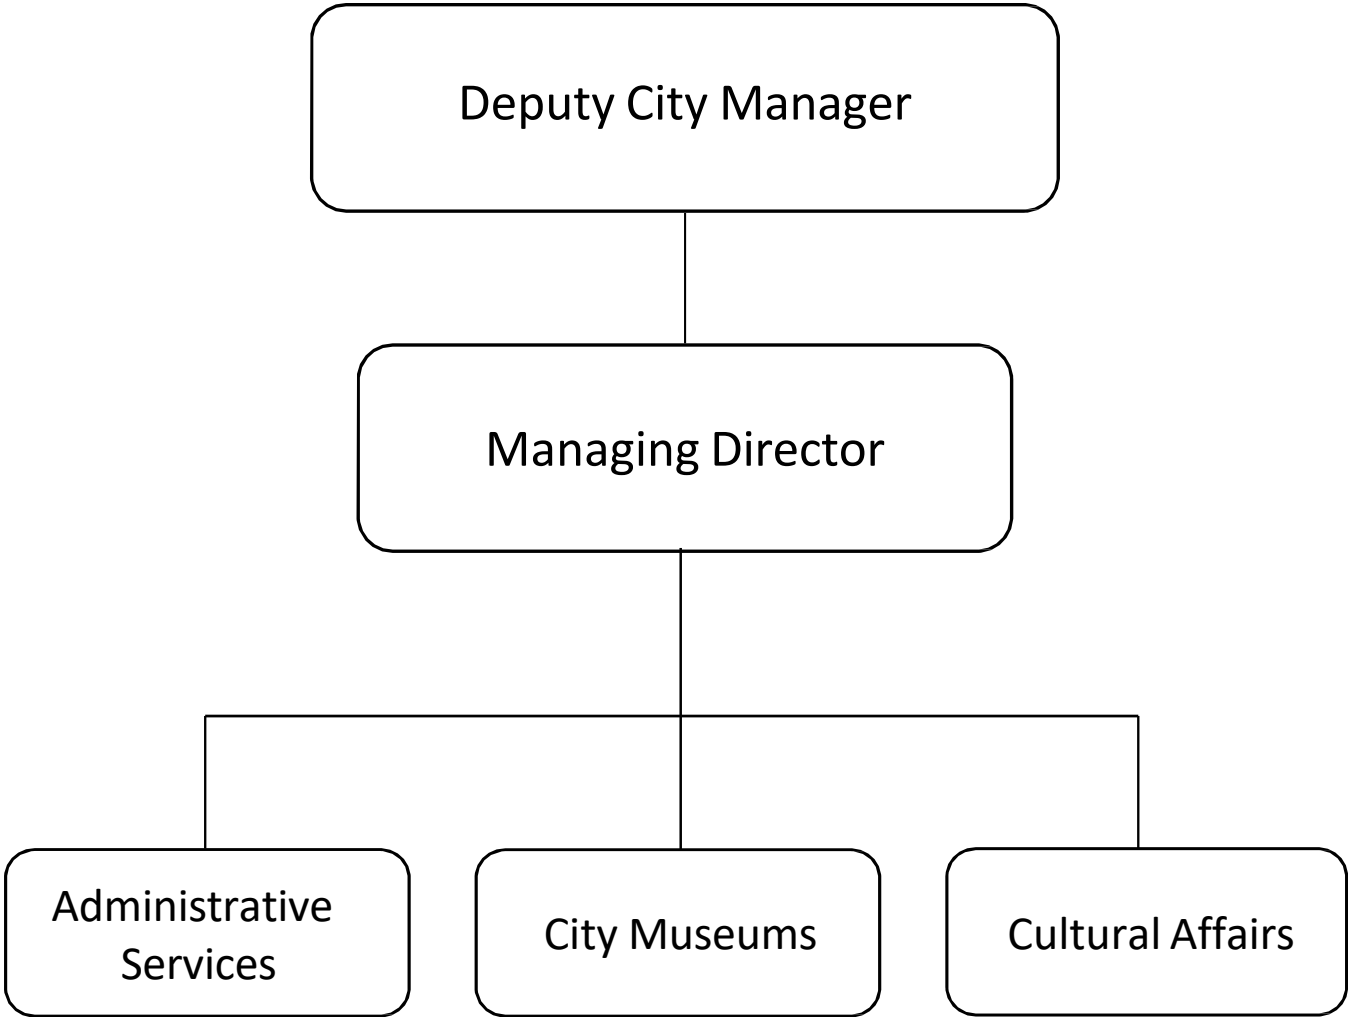 Deputy City Manager
Managing Director
Administrative
Services
City Museums
Cultural Affairs